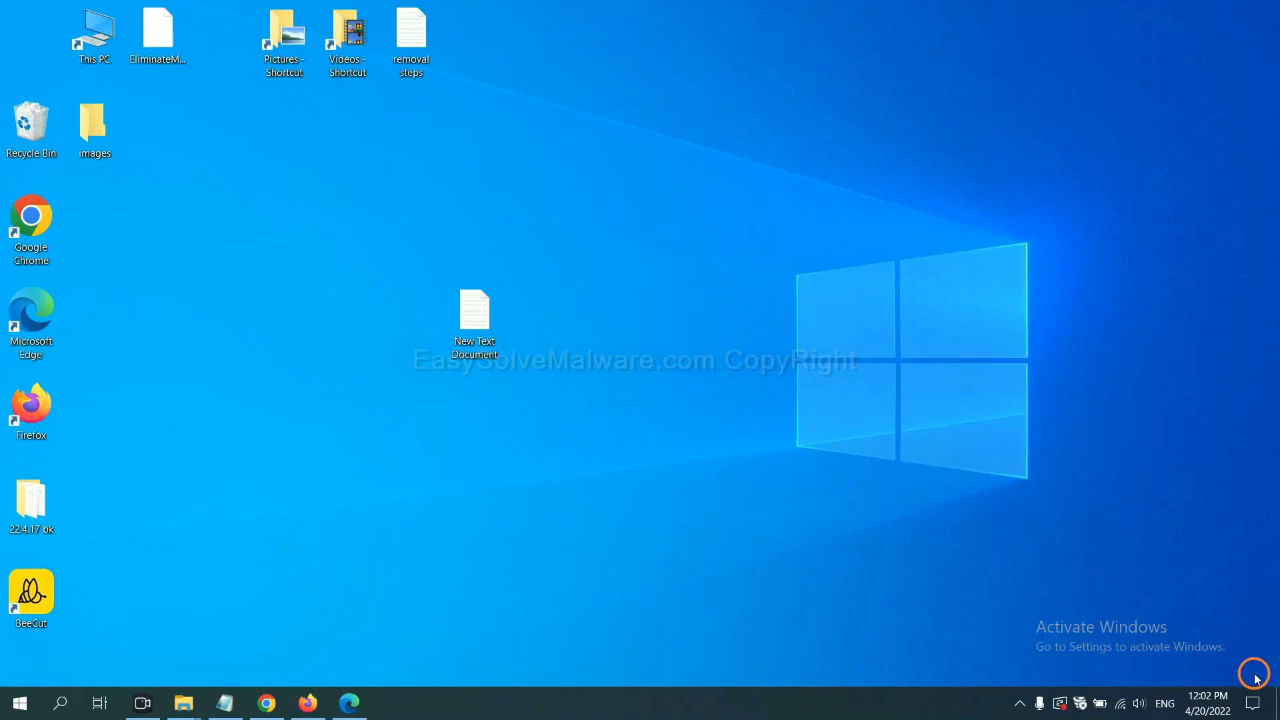 This PC
EliminateM...
Pictures -
Shortcut
Videos -
Shortcut
removal
steps
Recycle Bin
images
Google
Chrome
Microsoft
Edge
New Text
Document
EasySolveMalware.com CopyRight
Firefox
22.4.17 bk
BeeCut
Activate Windows
Go to Settings to activate Windows.
ENG
12:02 PM
4/20/2022